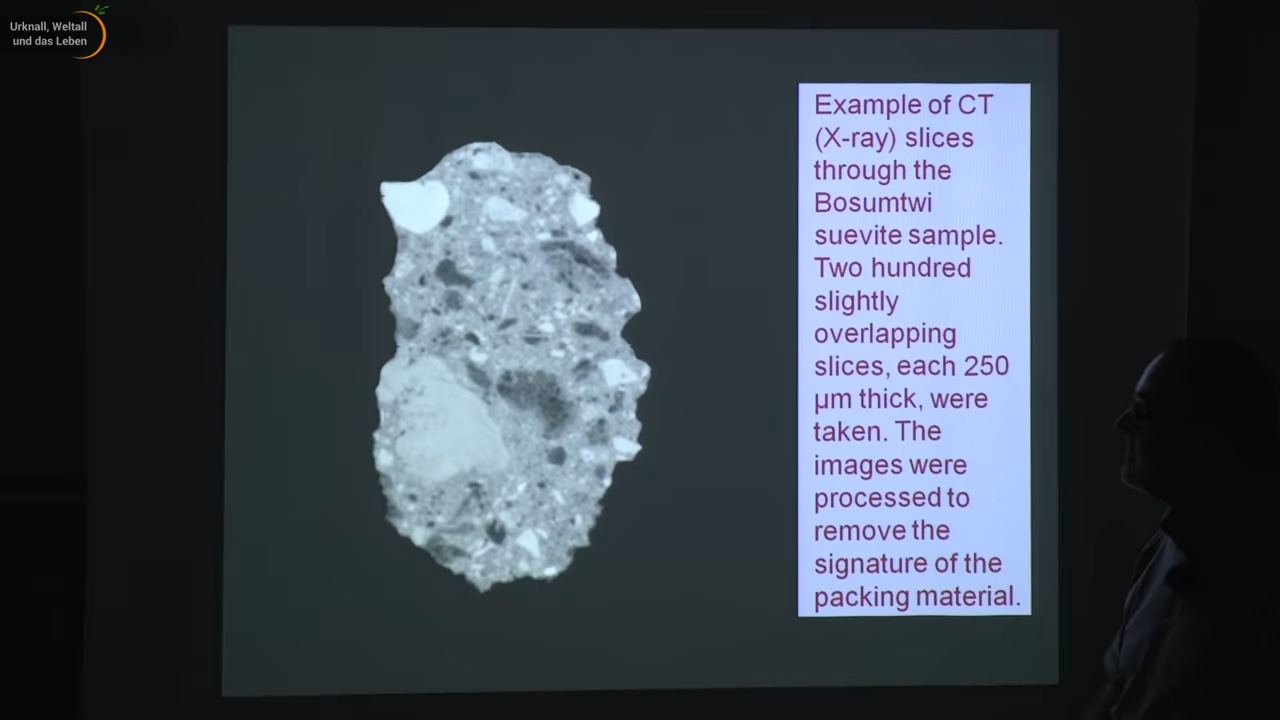 Urknall, Weltall
und das Leben
Example of CT
(X-ray) slices
through the
Bosumtwi
suevite sample.
Two hundred
slightly
overlapping
slices, each 250
µm thick, were
taken. The
images were
processed to
remove the
signature of the
packing material.